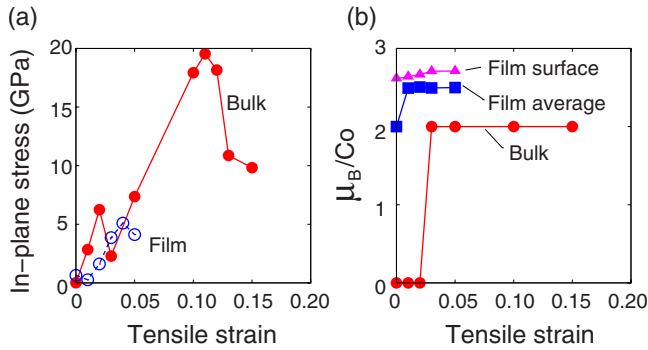 (a)
In−plane stress (GPa)
20
15
10
5
0
Bulk
Film
0 0.05 0.10 0.15 0.20
Tensile strain
(b)
μB/Co
3
2
1
0
Film surface
Film average
Bulk
0 0.05 0.10 0.15 0.20
Tensile strain